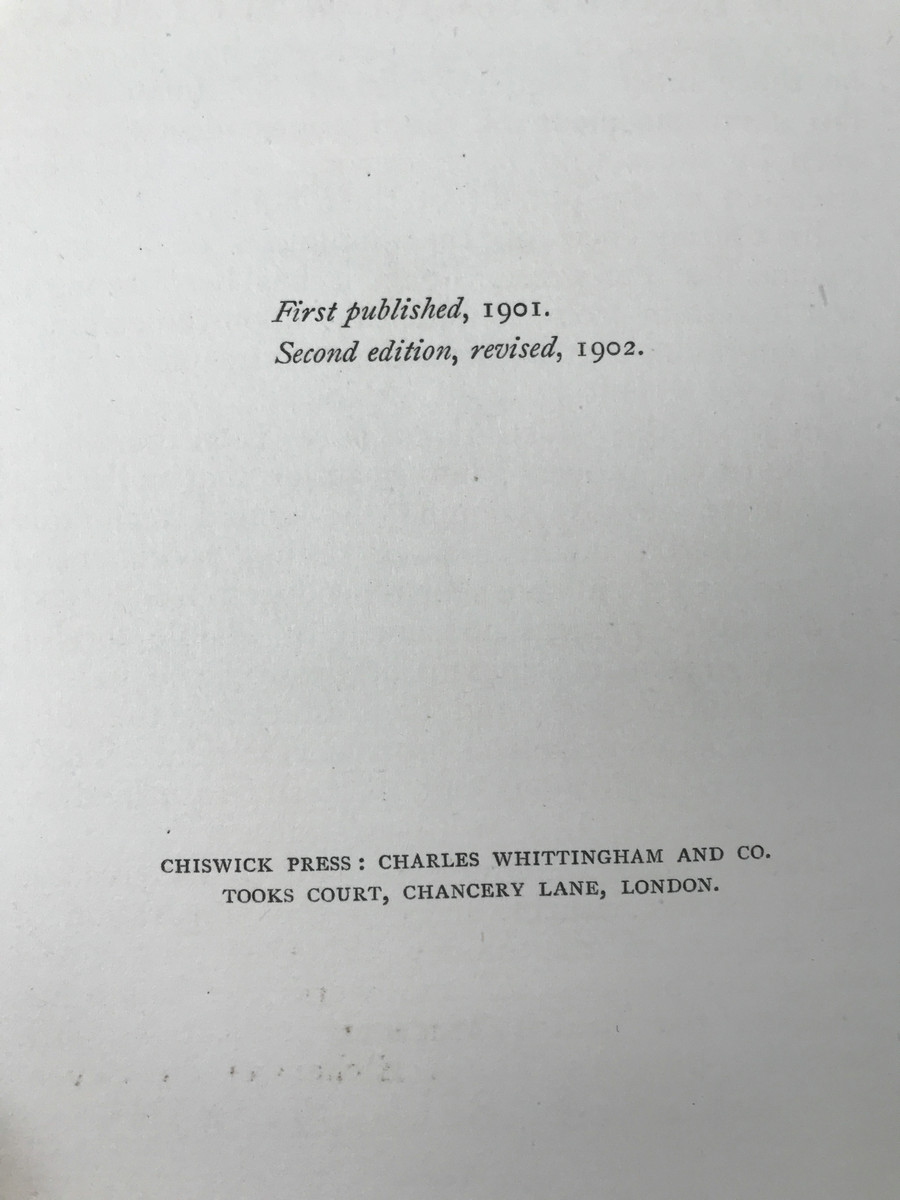 First published, 1901.
Second edition, revised, 1902.
CHISWICK PRESS: CHARLES WHITTINGHAM AND CO.
TOOKS COURT, CHANCERY LANE, LONDON.